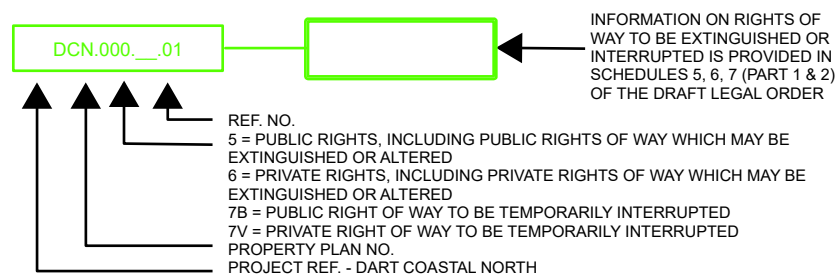 DCN.000.__.01
INFORMATION ON RIGHTS OF
WAY TO BE EXTINGUISHED OR
INTERRUPTED IS PROVIDED IN
SCHEDULES 5, 6, 7 (PART 1 & 2)
OF THE DRAFT LEGAL ORDER
REF. NO.
5 = PUBLIC RIGHTS, INCLUDING PUBLIC RIGHTS OF WAY WHICH MAY BE
EXTINGUISHED OR ALTERED
6 = PRIVATE RIGHTS, INCLUDING PRIVATE RIGHTS OF WAY WHICH MAY BE
EXTINGUISHED OR ALTERED
7B = PUBLIC RIGHT OF WAY TO BE TEMPORARILY INTERRUPTED
7V = PRIVATE RIGHT OF WAY TO BE TEMPORARILY INTERRUPTED
PROPERTY PLAN NO.
PROJECT REF. - DART COASTAL NORTH